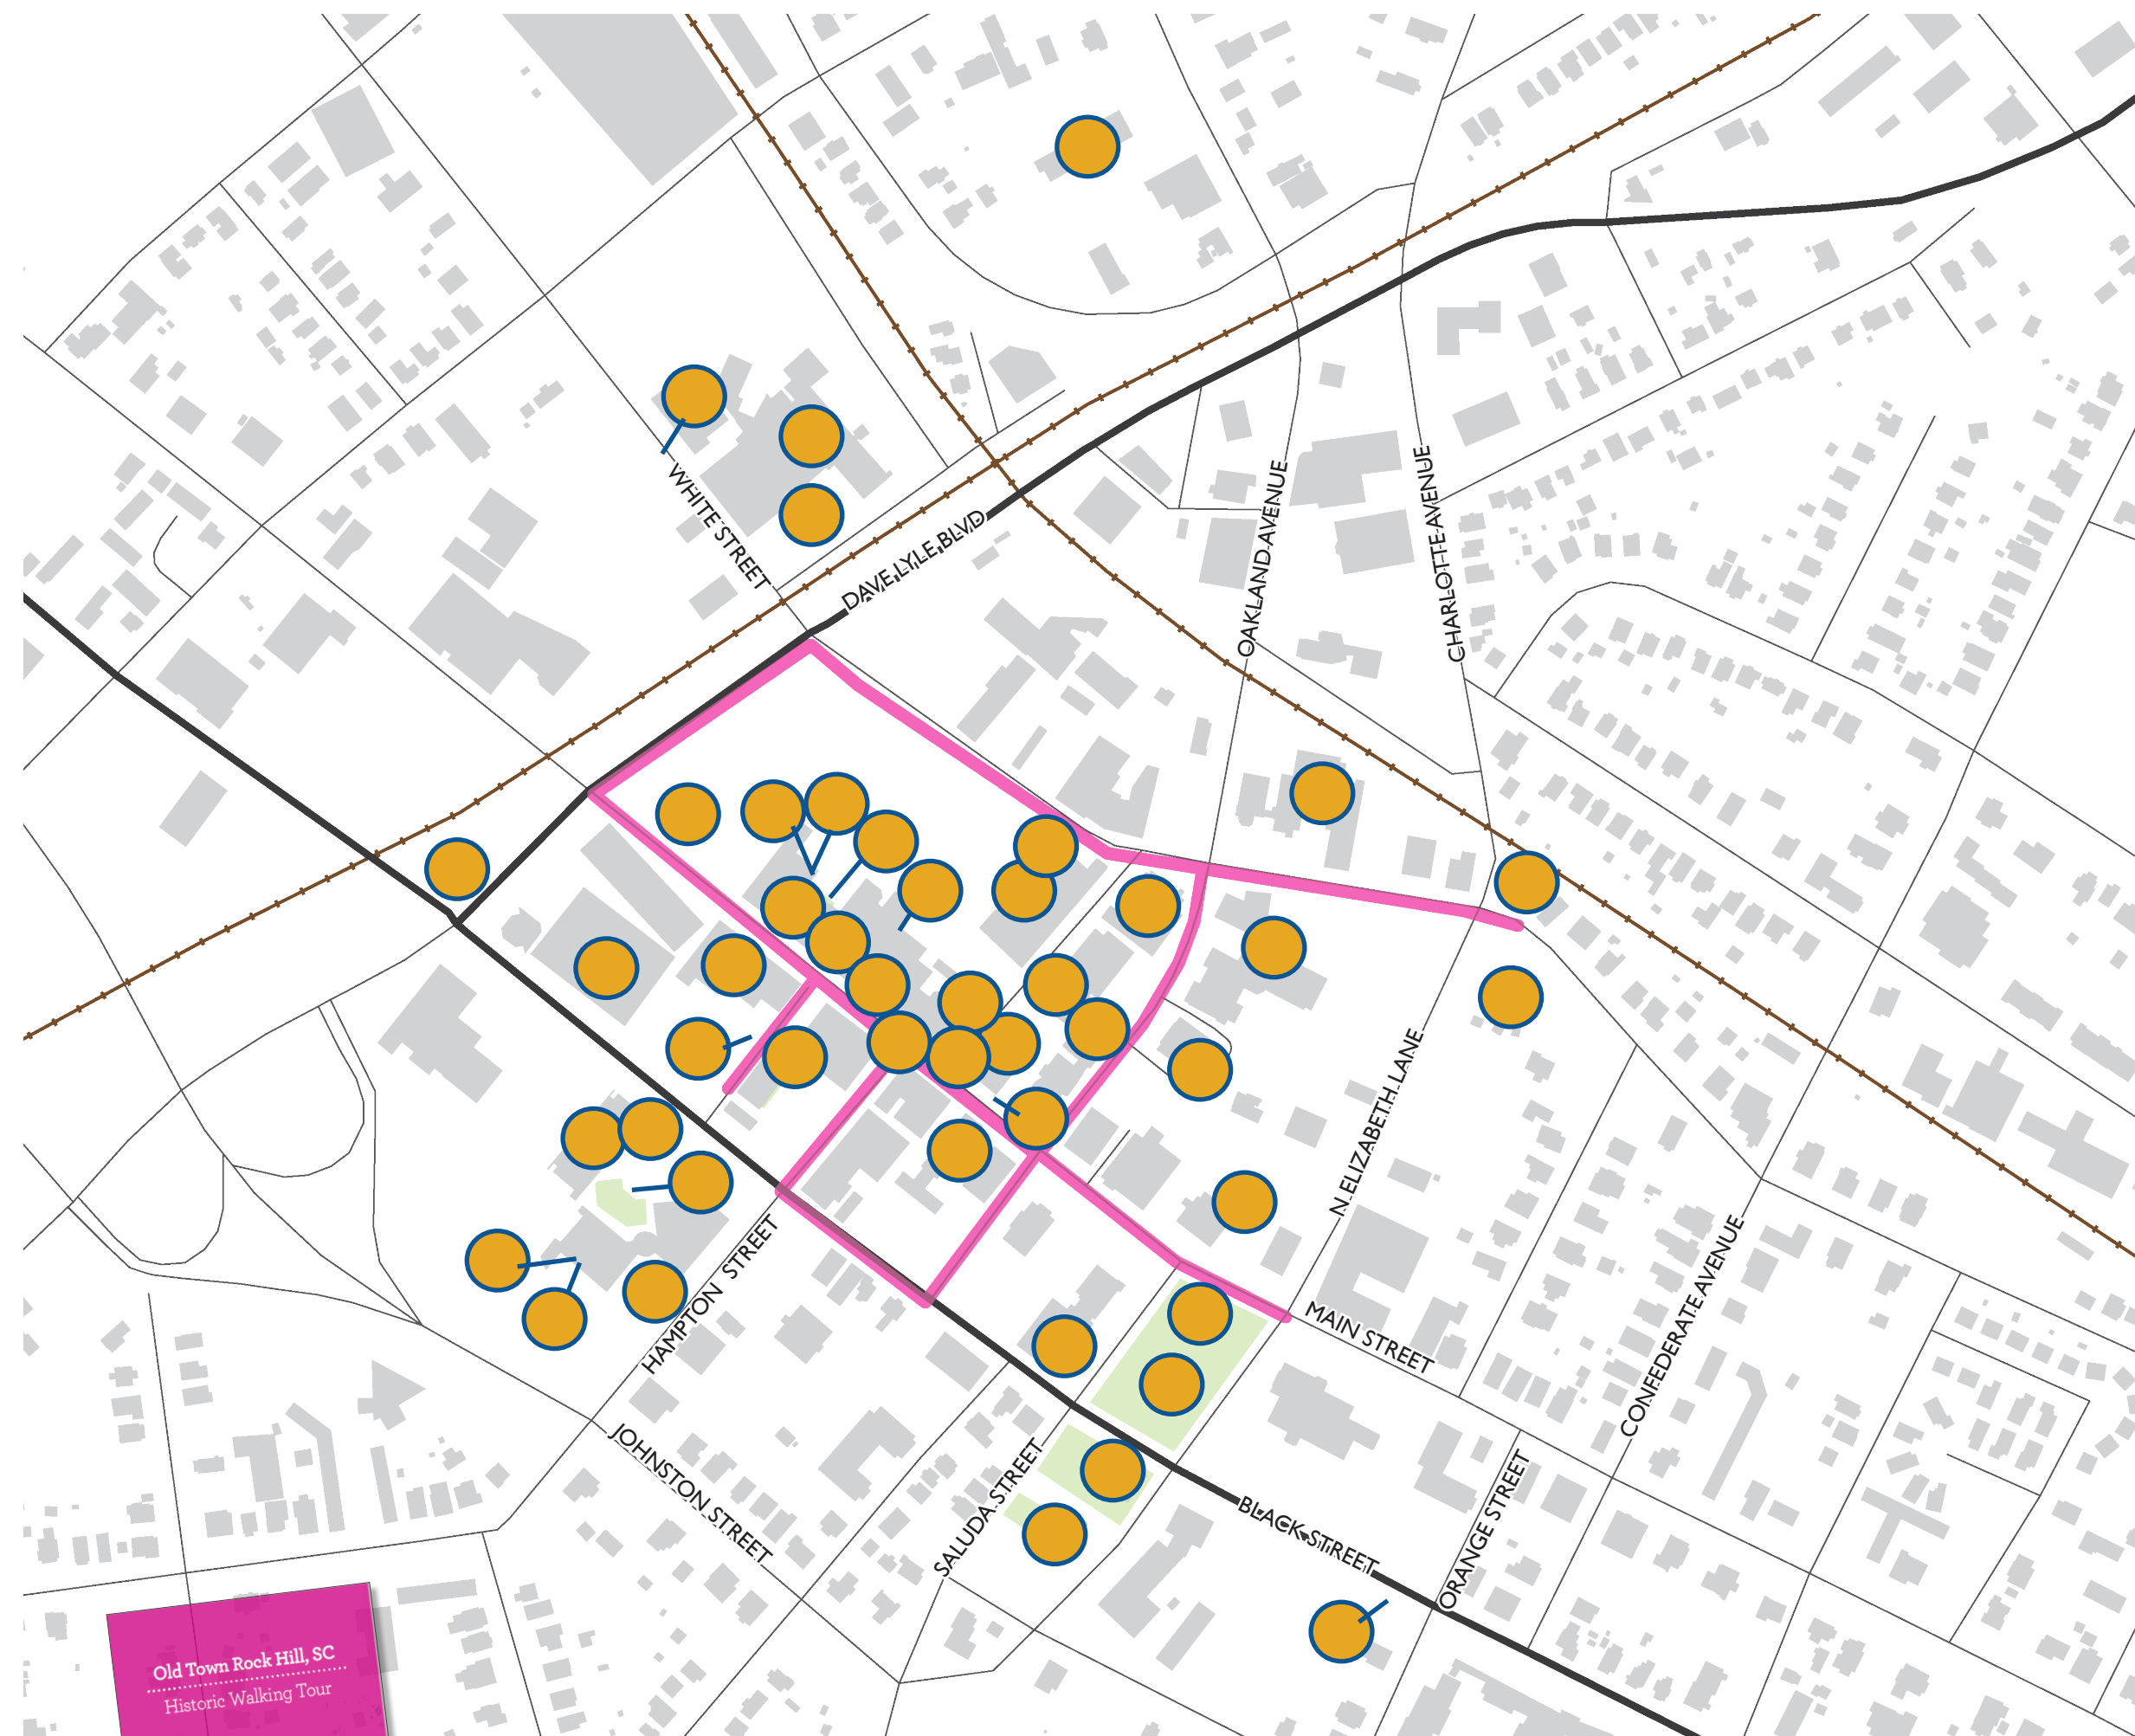 WHITE STREET
DAVE LYLE BLVD
OAKLAND AVENUE
CHARLOTTE AVENUE
N ELIZABETH LANE
HAMPTON STREET
MAIN STREET
CONFEDERATE AVENUE
JOHNSTON STREET
SALUDA STREET
BLACK STREET
ORANGE STREET
Old Town Rock Hill, SC
Historic Walking Tour